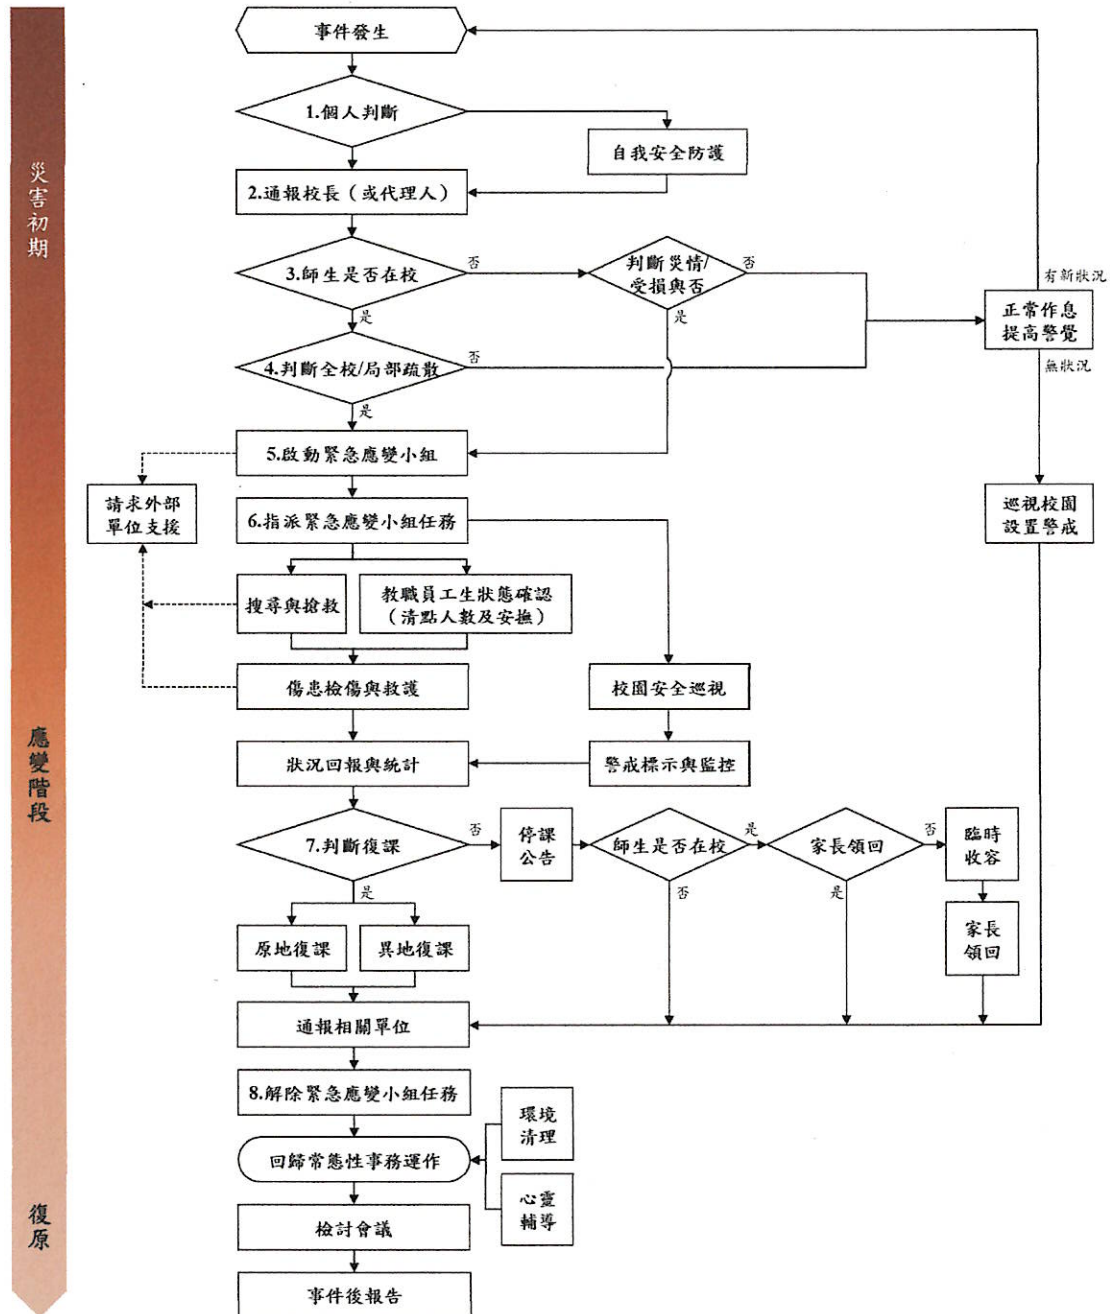 災害初期
應變階段
復原
事件發生
1.個人判斷
自我安全防護
2.通報校長（或代理人）
3.師生是否在校
否
是
判斷災情/
受損與否
否
是
有新狀況
正常作息
提高警覺
無狀況
4.判斷全校/局部疏散
否
是
5.啟動緊急應變小組
請求外部
單位支援
6.指派緊急應變小組任務
巡視校園
設置警戒
搜尋與搶救
教職員工生狀態確認
（清點人數及安撫）
傷患檢傷與救護
校園安全巡視
狀況回報與統計
警戒標示與監控
7.判斷復課
否
是
停課
公告
師生是否在校
是
否
家長領回
否
是
臨時
收容
家長
領回
原地復課
異地復課
通報相關單位
8.解除緊急應變小組任務
環境
清理
回歸常態性事務運作
心靈
輔導
檢討會議
事件後報告